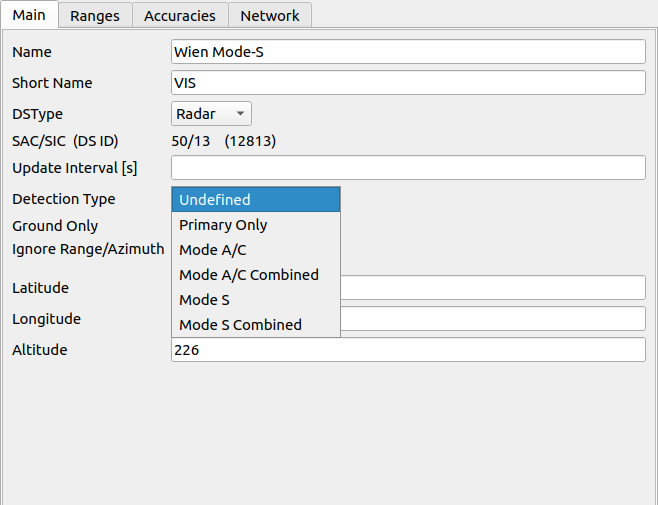 Main Ranges Accuracies Network
Name Wien Mode-S
Short Name VIS
DSType Radar
SAC/SIC (DS ID) 50/13 (12813)
Update Interval [s]
Detection Type Undefined
Ground Only Primary Only
Ignore Range/Azimuth Mode A/C
Mode A/C Combined
Latitude
Mode S
Longitude Mode S Combined
Altitude 226